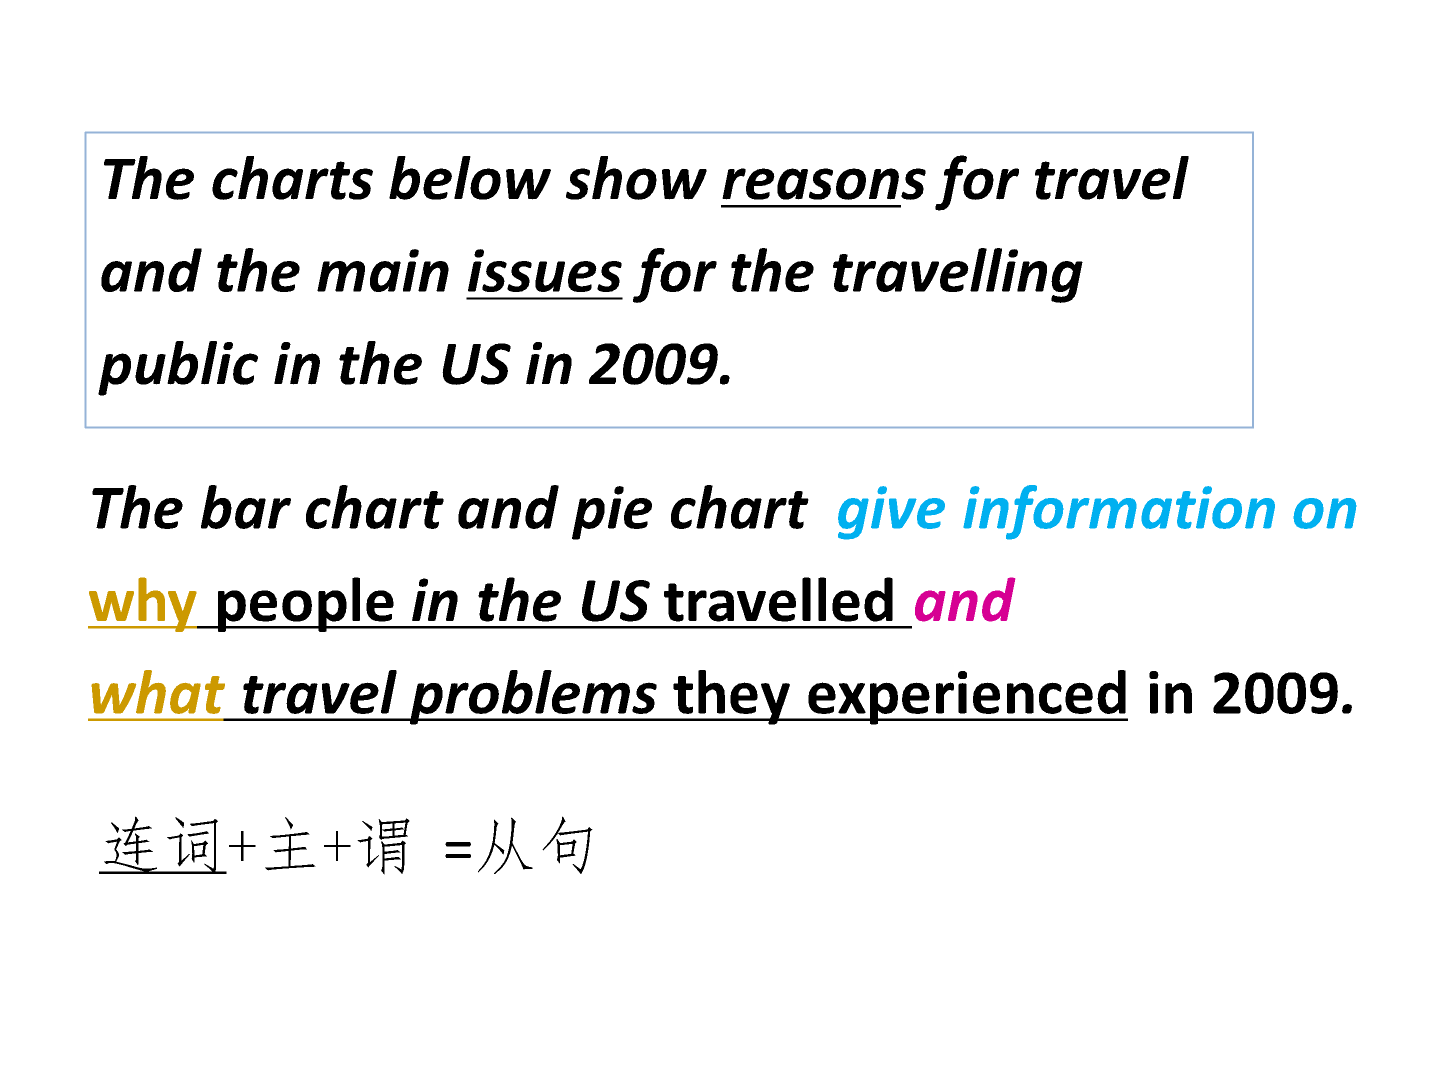 The charts below show reasons for travel
and the main issues for the travelling
public in the US in 2009.
The bar chart and pie chart give information on
why people in the US travelled and
what travel problems they experienced in 2009.
连词+主+谓 =从句